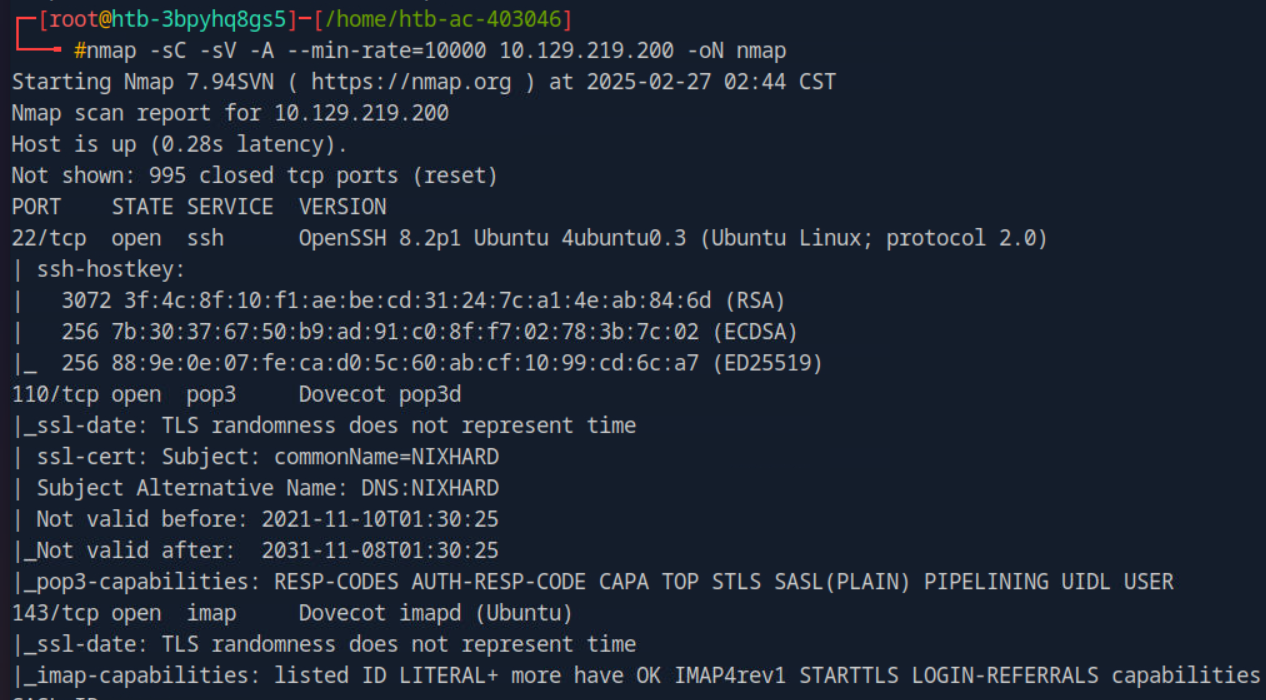 [root@htb-3bpyhq8gs5]─[/home/htb-ac-403046]
#nmap -sC -sV -A --min-rate=10000 10.129.219.200 -oN nmap
Starting Nmap 7.94SVN ( https://nmap.org ) at 2025-02-27 02:44 CST
Nmap scan report for 10.129.219.200
Host is up (0.28s latency).
Not shown: 995 closed tcp ports (reset)
PORT    STATE SERVICE  VERSION
22/tcp  open  ssh      OpenSSH 8.2p1 Ubuntu 4ubuntu0.3 (Ubuntu Linux; protocol 2.0)
| ssh-hostkey:
|   3072 3f:4c:8f:10:f1:ae:be:cd:31:24:7c:a1:4e:ab:84:6d (RSA)
|   256 7b:30:37:67:50:b9:ad:91:c0:8f:f7:02:78:3b:7c:02 (ECDSA)
|_  256 88:9e:0e:07:fe:ca:d0:5c:60:ab:cf:10:99:cd:6c:a7 (ED25519)
110/tcp open  pop3     Dovecot pop3d
|_ssl-date: TLS randomness does not represent time
| ssl-cert: Subject: commonName=NIXHARD
| Subject Alternative Name: DNS:NIXHARD
| Not valid before: 2021-11-10T01:30:25
|_Not valid after:  2031-11-08T01:30:25
|_pop3-capabilities: RESP-CODES AUTH-RESP-CODE CAPA TOP STLS SASL(PLAIN) PIPELINING UIDL USER
143/tcp open  imap     Dovecot imapd (Ubuntu)
|_ssl-date: TLS randomness does not represent time
|_imap-capabilities: listed ID LITERAL+ more have OK IMAP4rev1 STARTTLS LOGIN-REFERRALS capabilities